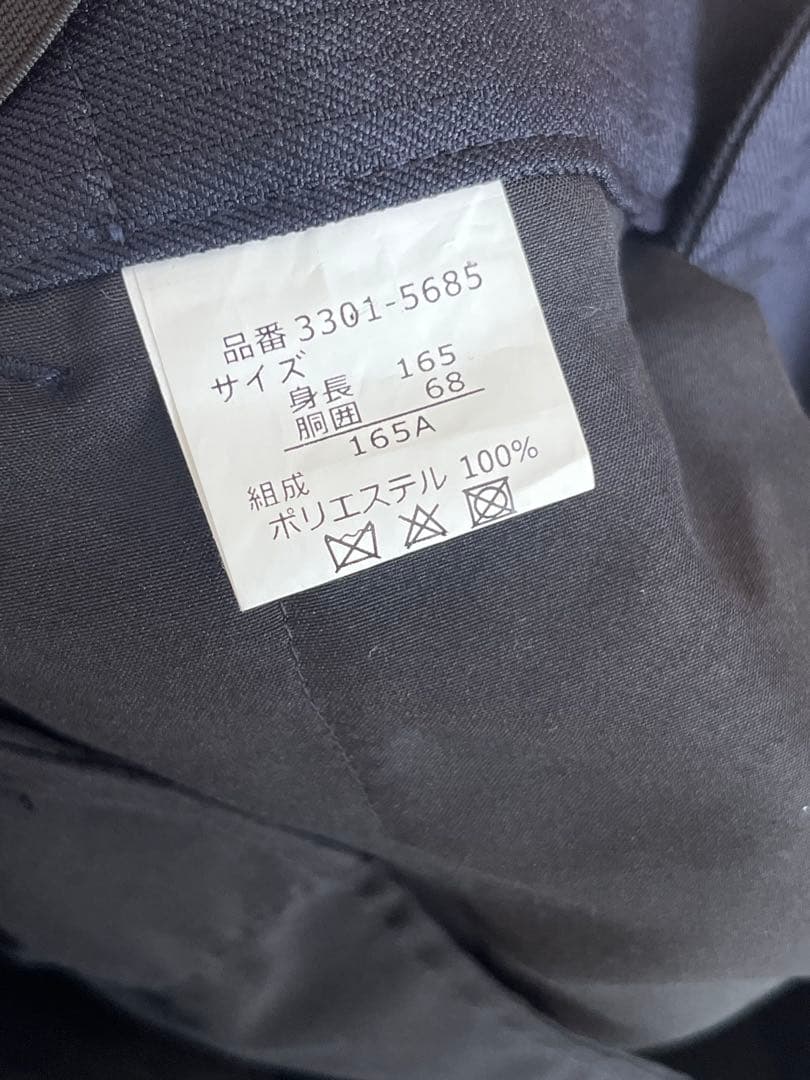 品番 3301-5685
サイズ
身長 165
胴囲 68
165A
組成
ポリエステル 100%